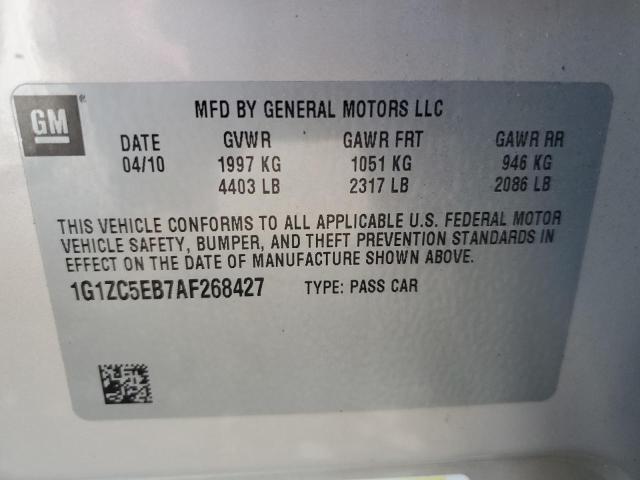 GM ®
MFD BY GENERAL MOTORS LLC
DATE GVWR GAWR FRT GAWR RR
04/10 1997 KG 1051 KG 946 KG
4403 LB 2317 LB 2086 LB
THIS VEHICLE CONFORMS TO ALL APPLICABLE U.S. FEDERAL MOTOR
VEHICLE SAFETY, BUMPER, AND THEFT PREVENTION STANDARDS IN
EFFECT ON THE DATE OF MANUFACTURE SHOWN ABOVE.
1G1ZC5EB7AF268427 TYPE: PASS CAR